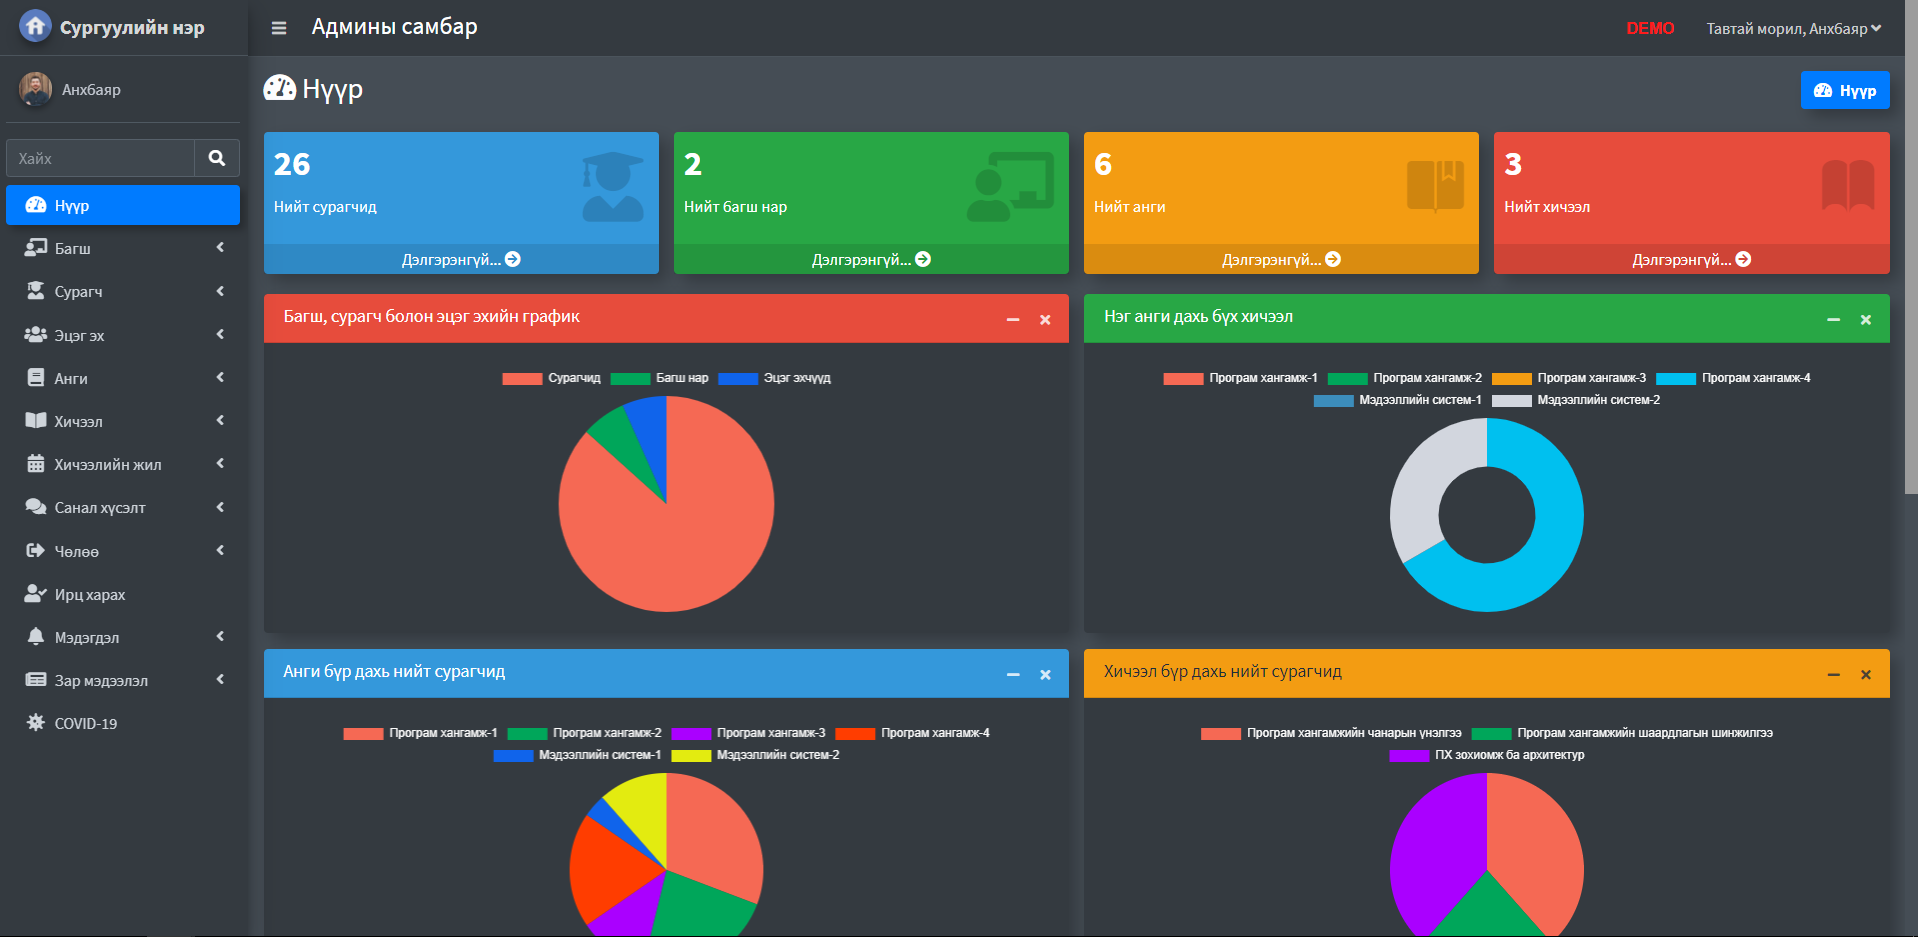 Сургуулийн нэр
Админы самбар
DEMO
Тавтай морил, Анхбаяр
Анхбаяр
Нүүр
Нүүр
Хайх
Нүүр
Багш
Сурагч
Эцэг эх
Анги
Хичээл
Хичээлийн жил
Санал хүсэлт
Чөлөө
Ирц харах
Мэдэгдэл
Зар мэдээлэл
COVID-19
26
Нийт сурагчид
Дэлгэрэнгүй...
2
Нийт багш нар
Дэлгэрэнгүй...
6
Нийт анги
Дэлгэрэнгүй...
3
Нийт хичээл
Дэлгэрэнгүй...
Багш, сурагч болон эцэг эхийн график
Сурагчид Багш нар Эцэг эхчүүд
Нэг анги дахь бүх хичээл
Програм хангамж-1 Програм хангамж-2 Програм хангамж-3 Програм хангамж-4
Мэдээллийн систем-1 Мэдээллийн систем-2
Анги бүр дахь нийт сурагчид
Програм хангамж-1 Програм хангамж-2 Програм хангамж-3 Програм хангамж-4
Мэдээллийн систем-1 Мэдээллийн систем-2
Хичээл бүр дахь нийт сурагчид
Програм хангамжийн чанарын үнэлгээ Програм хангамжийн шаардлагын шинжилгээ
ПХ зохиомж ба архитектур